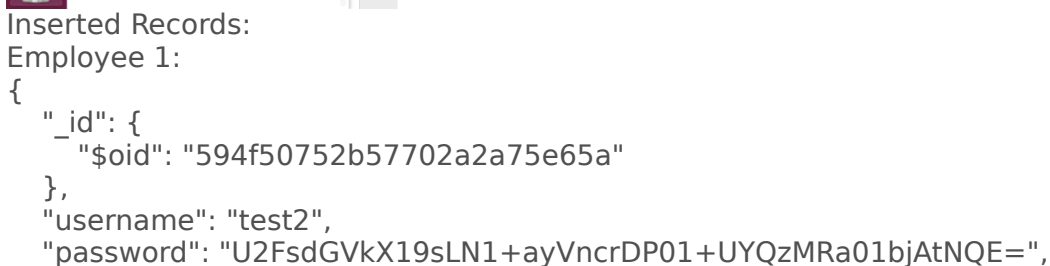 Inserted Records:
Employee 1:
{
"_id": {
"$oid": "594f50752b57702a2a75e65a"
},
"username": "test2",
"password": "U2FsdGVkX19sLN1+ayVncrDP01+UYQzMRa01bjAtNQE=",